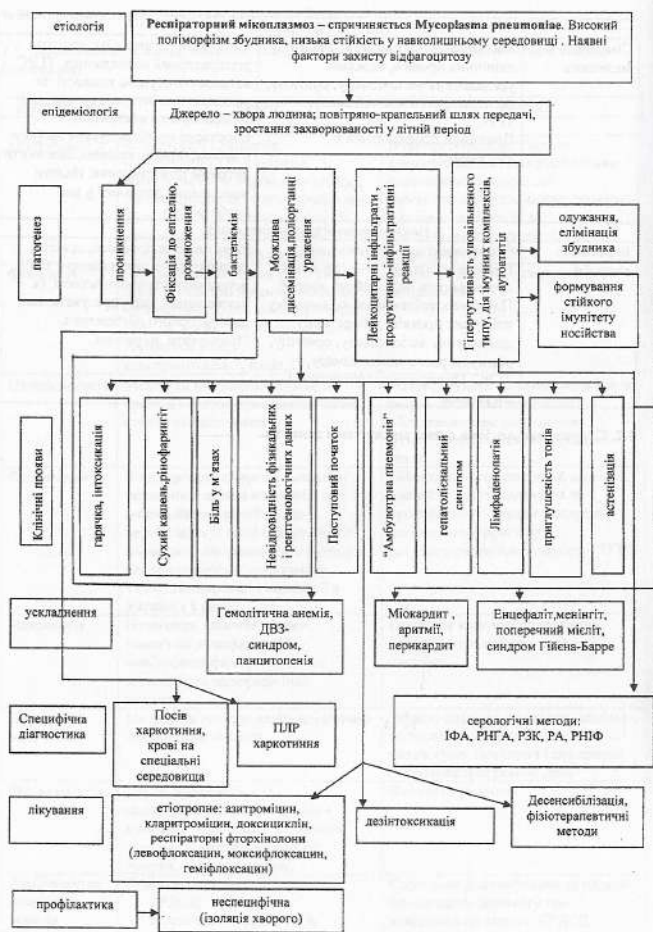 етіологія
Респіраторний мікоплазмоз – спричиняється Mycoplasma pneumoniae. Високий
поліморфізм збудника, низька стійкість у навколишньому середовищі . Наявні
фактори захисту відфагоцитозу
епідеміологія
Джерело – хвора людина; повітряно-крапельний шлях передачі,
зростання захворюваності у літній період
патогенез
проникнення
Фіксація до епітелію,
розмноження
бактеріємія
Можлива
дисемінація,поліорганні
ураження
Лейкоцитарні інфільтрати ,
продуктивно-інфільтративні
реакції
Гіперчутливість уповільненого
типу, дія імунних комплексів,
аутоантитіл
одужання,
елімінація
збудника
формування
стійкого
імунітету
носійства
Клінічні прояви
гарячка, інтоксикація
Сухий кашель,рінофарингіт
Біль у м’язах
Невідповідність фізикальних
і рентгенологічних даних
Поступовий початок
“Амбулоторна пневмонія”
гепатолієнальний
синдром
Лімфаденопатія
приглушеність тонів
астенізація
ускладнення
Гемолітична анемія,
ДВЗ-
синдром,
панцитопенія
Міокардит ,
аритмії,
перикардит
Енцефаліт,менінгіт,
поперечний мієліт,
синдром Гійєна-Барре
Специфічна
діагностика
Посів
харкотиння,
крові на
спеціальні
середовища
ПЛР
харкотиння
серологічні методи:
ІФА, РНГА, РЗК, РА, РНІФ
лікування
етіотропне: азитроміцин,
кларитроміцин, доксициклін,
респіраторні фторхінолони
(левофлоксацин, моксифлоксацин,
геміфлоксацин)
дезінтоксикація
Десенсибілізація,
фізіотерапевтичні
методи
профілактика
неспецифічна
(ізоляція хворого)